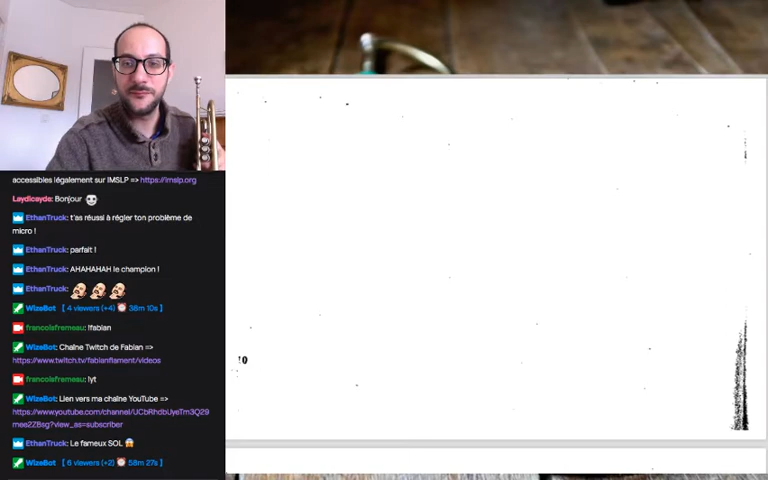 accessibles légalement sur IMSLP => https://imslp.org
Laydicayde: Bonjour
EthanTruck: t'as réussi à régler ton problème de
micro !
EthanTruck: parfait !
EthanTruck: AHAHAHAH le champion !
EthanTruck:
WizeBot [ 4 viewers (+4) 38m 10s ]
francoisfremeau: !fabian
WizeBot: Chaîne Twitch de Fabian =>
https://www.twitch.tv/fabianflament/videos
francoisfremeau: !yt
WizeBot: Lien vers ma chaîne YouTube =>
https://www.youtube.com/channel/UCbRhdbUyeTm3Q29
mee2ZBsg?view_as=subscriber
EthanTruck: Le fameux SOL
WizeBot [ 6 viewers (+2) 58m 27s ]
10